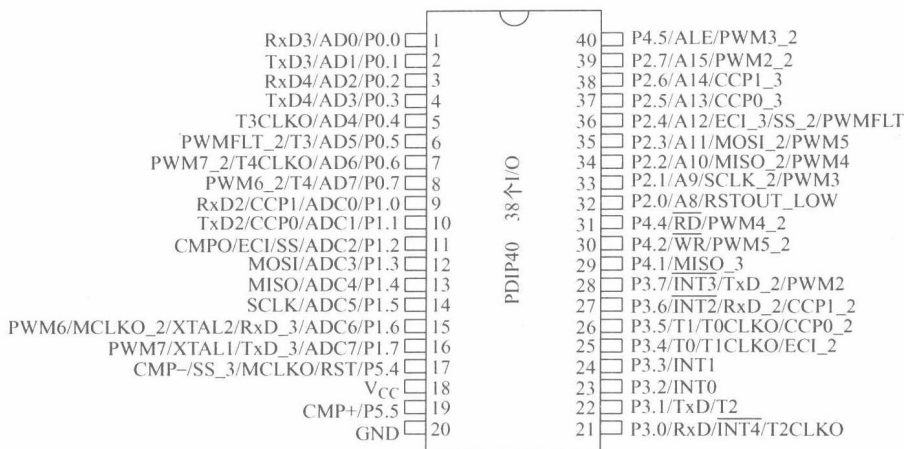 RxD3/AD0/P0.0 1
TxD3/AD1/P0.1 2
RxD4/AD2/P0.2 3
TxD4/AD3/P0.3 4
T3CLKO/AD4/P0.4 5
PWMFLT_2/T3/AD5/P0.5 6
PWM7_2/T4CLKO/AD6/P0.6 7
PWM6_2/T4/AD7/P0.7 8
RxD2/CCP1/ADC0/P1.0 9
TxD2/CCP0/ADC1/P1.1 10
CMPO/ECI/SS/ADC2/P1.2 11
MOSI/ADC3/P1.3 12
MISO/ADC4/P1.4 13
SCLK/ADC5/P1.5 14
PWM6/MCLKO_2/XTAL2/RxD_3/ADC6/P1.6 15
PWM7/XTAL1/TxD_3/ADC7/P1.7 16
CMP−/SS_3/MCLKO/RST/P5.4 17
VCC 18
CMP+/P5.5 19
GND 20
PDIP40 38个I/O
40 P4.5/ALE/PWM3_2
39 P2.7/A15/PWM2_2
38 P2.6/A14/CCP1_3
37 P2.5/A13/CCP0_3
36 P2.4/A12/ECI_3/SS_2/PWMFLT
35 P2.3/A11/MOSI_2/PWM5
34 P2.2/A10/MISO_2/PWM4
33 P2.1/A9/SCLK_2/PWM3
32 P2.0/A8/RSTOUT_LOW
31 P4.4/R̅D̅/PWM4_2
30 P4.2/W̅R̅/PWM5_2
29 P4.1/MISO_3
28 P3.7/I̅N̅T̅3̅/TxD_2/PWM2
27 P3.6/I̅N̅T̅2̅/RxD_2/CCP1_2
26 P3.5/T1/T0CLKO/CCP0_2
25 P3.4/T0/T1CLKO/ECI_2
24 P3.3/INT1
23 P3.2/INT0
22 P3.1/TxD/T2
21 P3.0/RxD/I̅N̅T̅4̅/T2CLKO